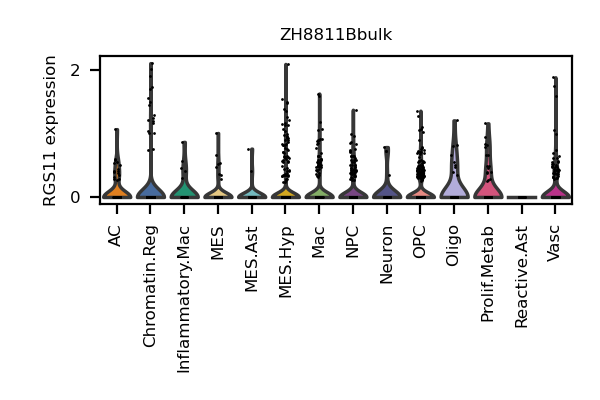 ZH8811Bbulk
RGS11 expression
2
0
AC
Chromatin.Reg
Inflammatory.Mac
MES
MES.Ast
MES.Hyp
Mac
NPC
Neuron
OPC
Oligo
Prolif.Metab
Reactive.Ast
Vasc